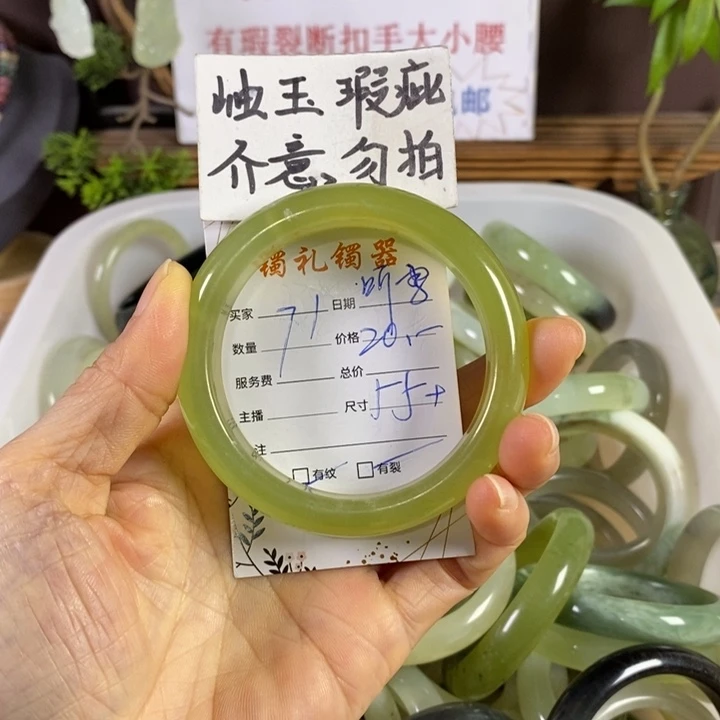 有瑕裂断扣手大小腰
邮
岫玉瑕疵
介意勿拍
镯礼镯器
买家 71 日期
数量 价格 20.-
服务费 总价
主播 尺寸 55+
注
有纹 有裂